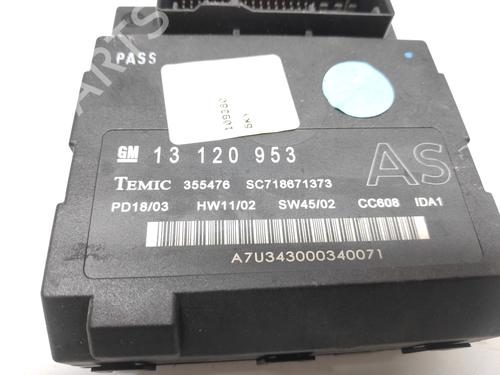 PASS
GM 13 120 953
AS
TEMIC 355476 SC718671373
PD18/03 HW11/02 SW45/02 CC608 IDA1
A7U343000340071